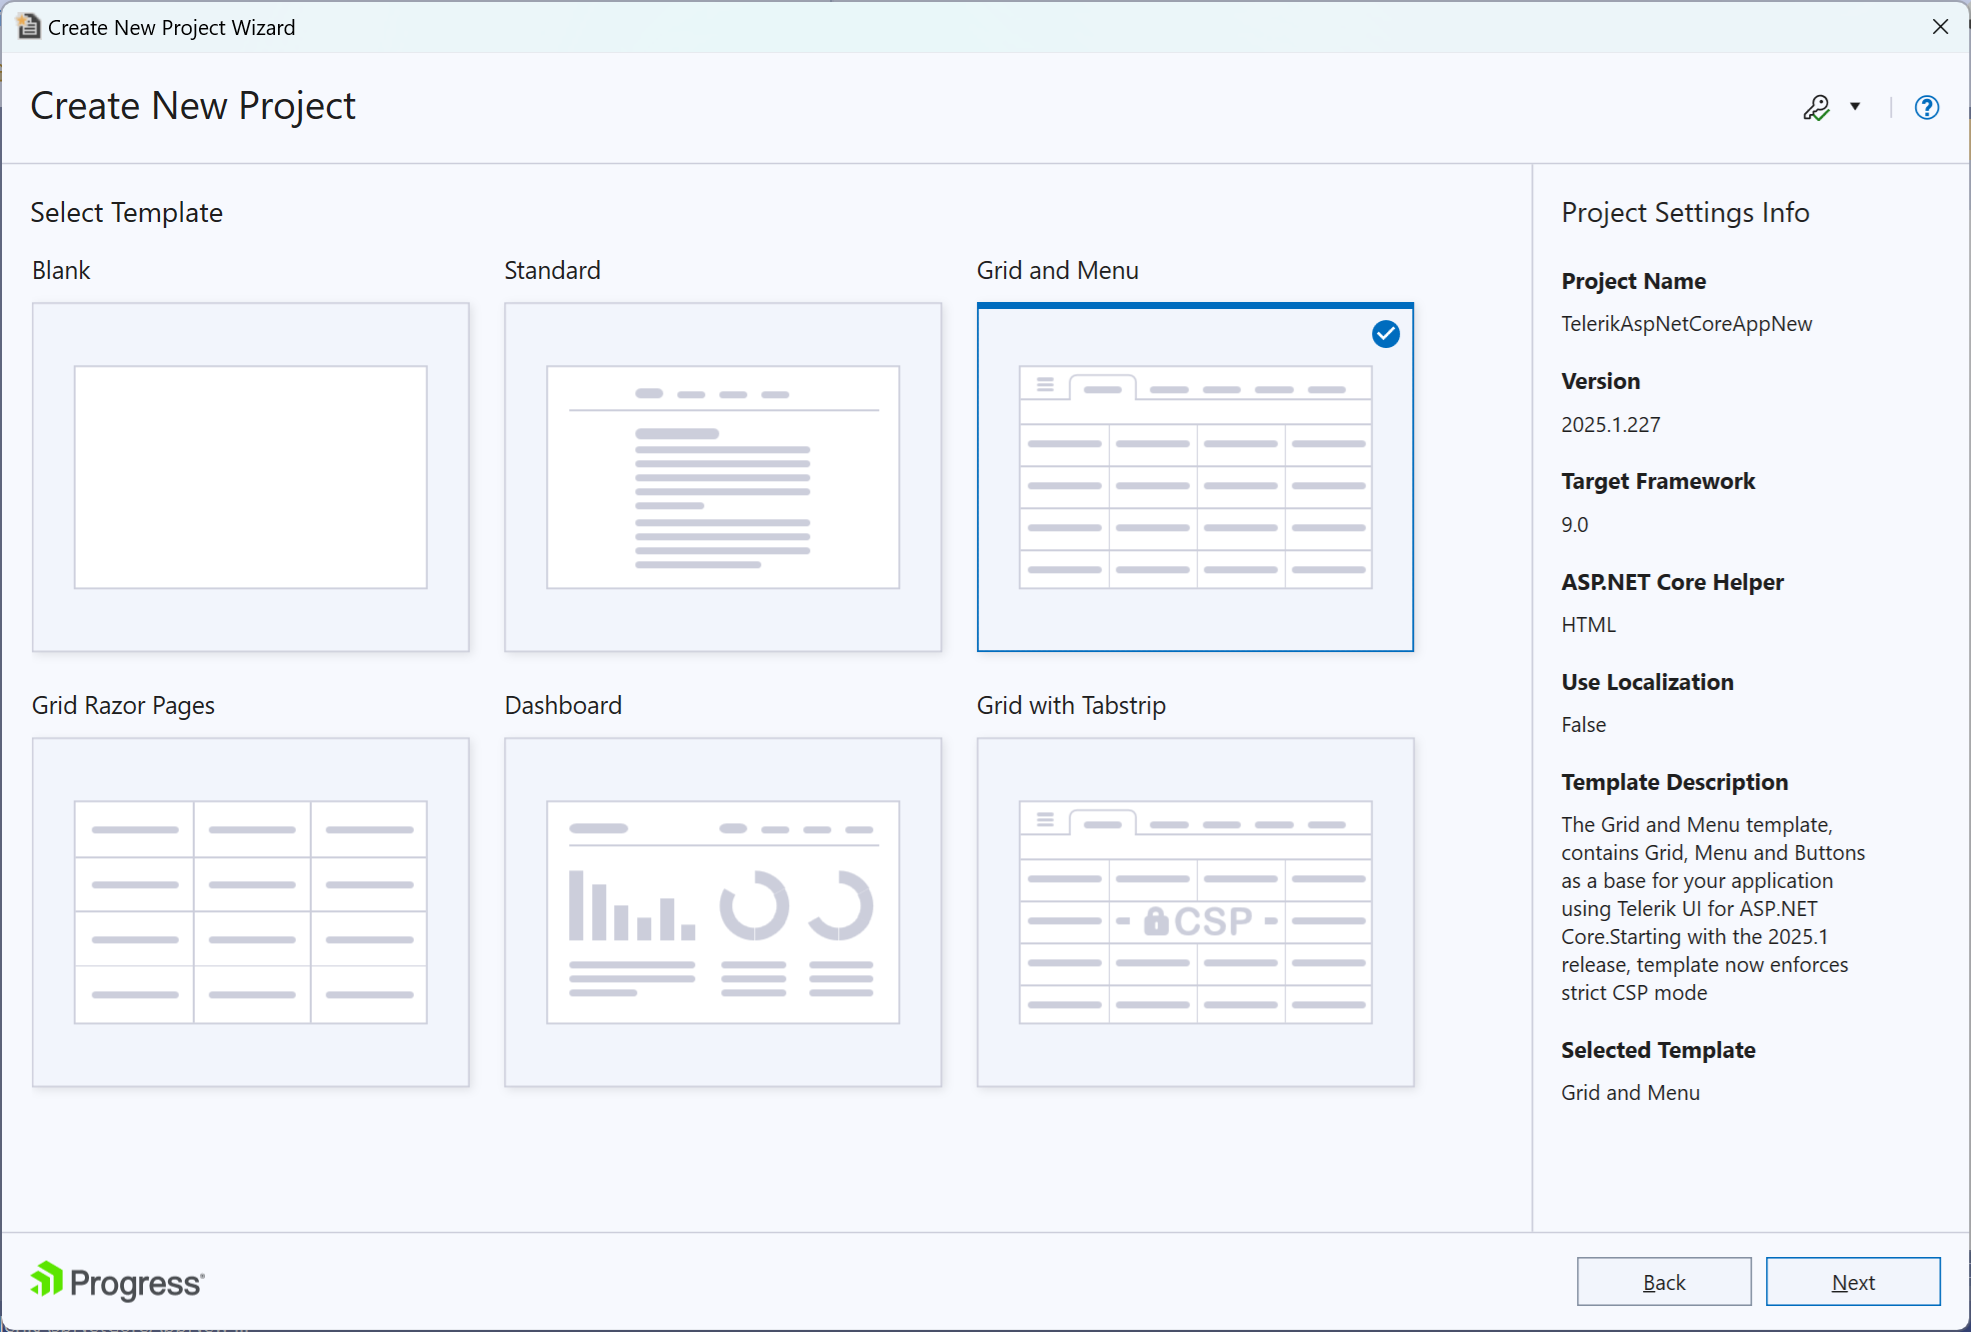 Create New Project Wizard
Create New Project
Select Template
Blank
Standard
Grid and Menu
Grid Razor Pages
Dashboard
Grid with Tabstrip
CSP
Project Settings Info
Project Name
TelerikAspNetCoreAppNew
Version
2025.1.227
Target Framework
9.0
ASP.NET Core Helper
HTML
Use Localization
False
Template Description
The Grid and Menu template,
contains Grid, Menu and Buttons
as a base for your application
using Telerik UI for ASP.NET
Core.Starting with the 2025.1
release, template now enforces
strict CSP mode
Selected Template
Grid and Menu
Progress
Back
Next